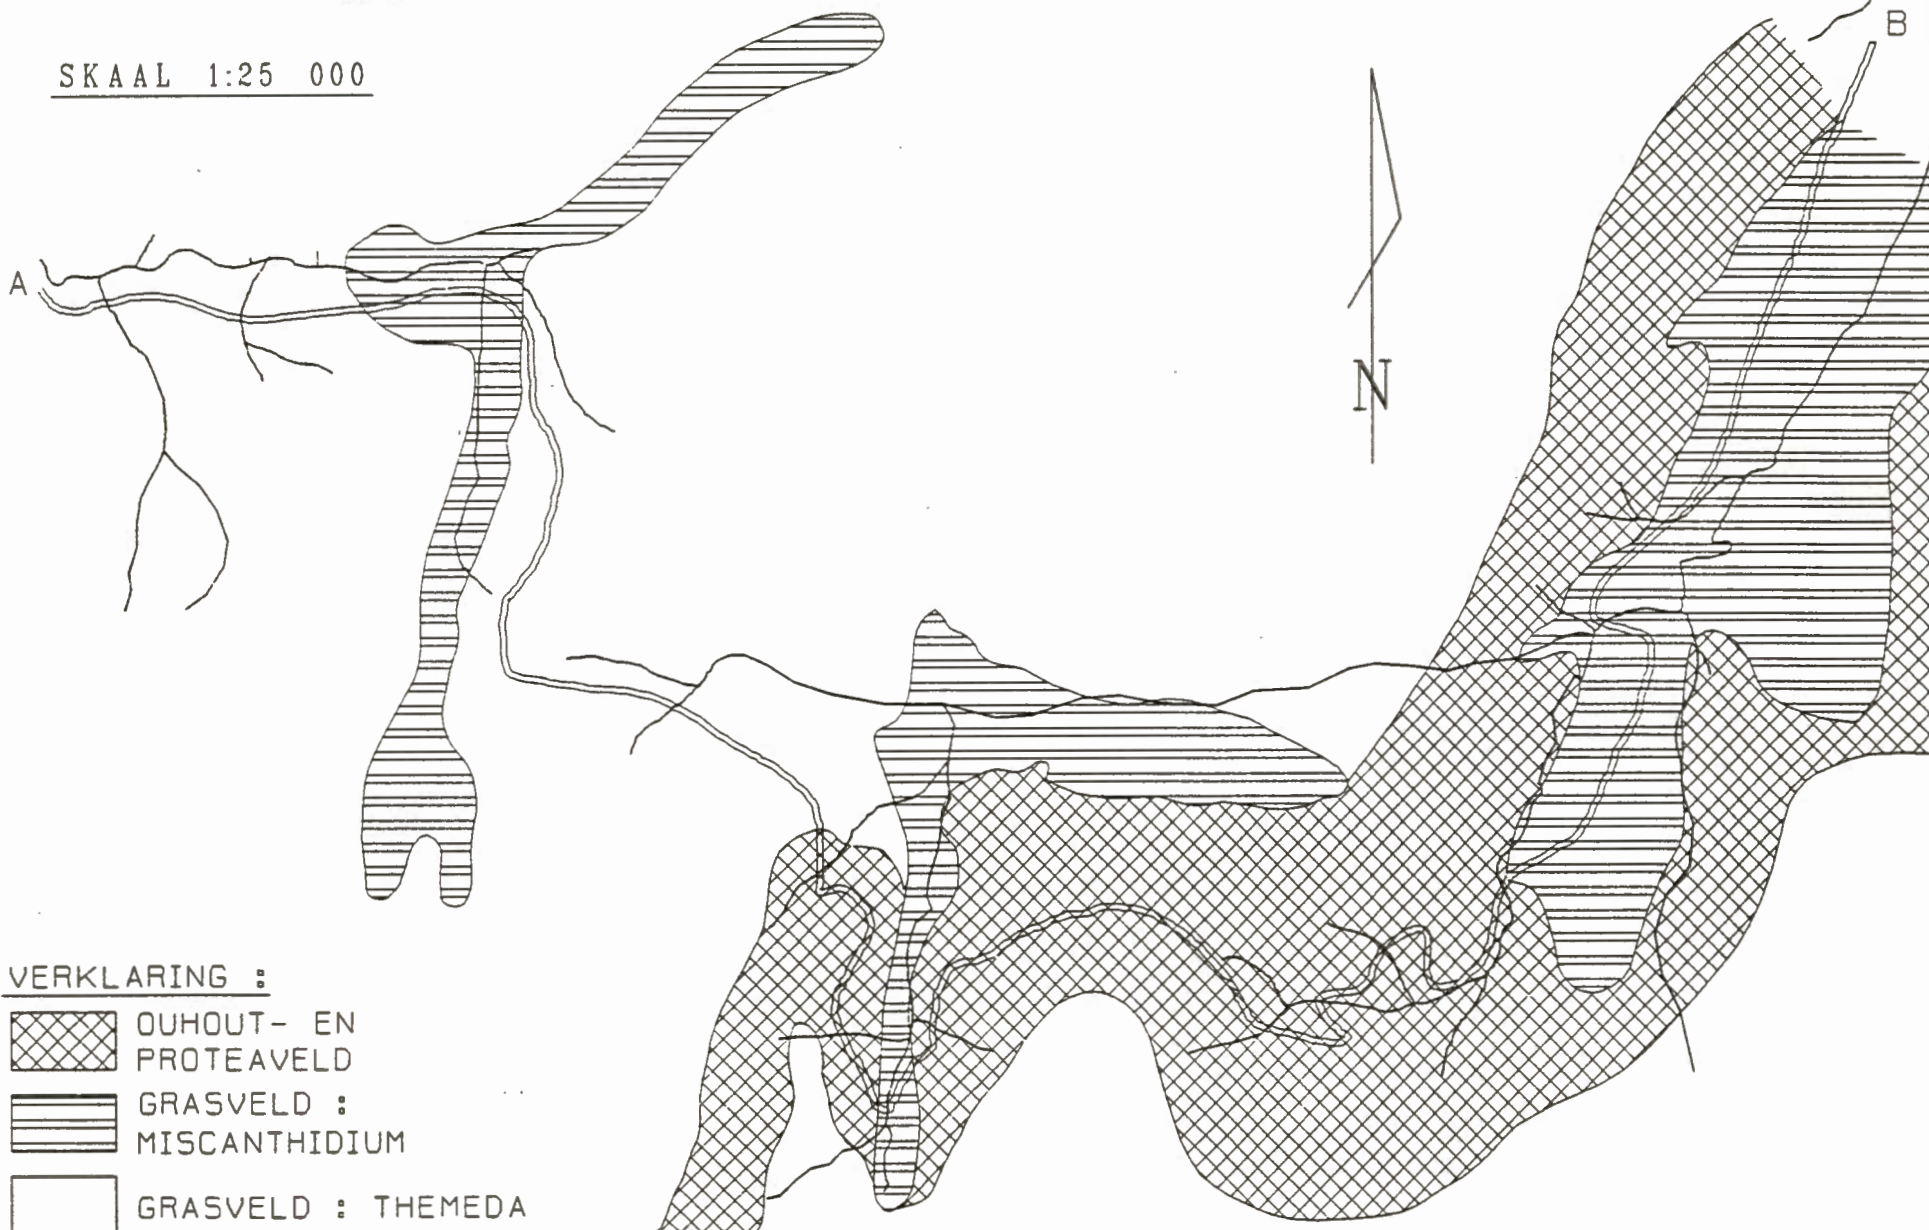 SKAAL 1:25 000
B
A
N
VERKLARING :
OUHOUT- EN
PROTEAVELD
GRASVELD :
MISCANTHIDIUM
GRASVELD : THEMEDA